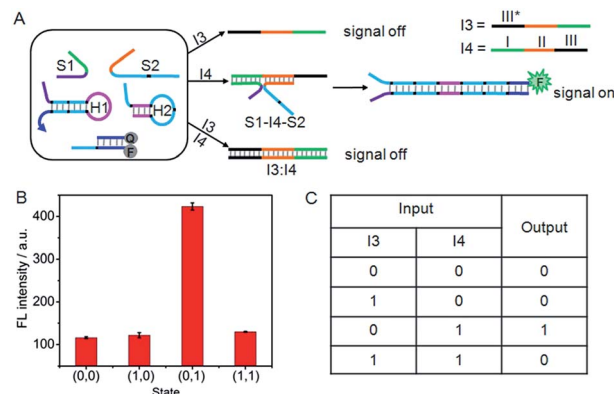 A
S1
S2
H1
H2
Q
F
I3
I4
I3
I4
signal off
S1-I4-S2
I3:I4
signal off
I3 = III*
I4 = I II III
F
signal on
B
FL intensity / a.u.
400
300
200
100
(0,0) (1,0) (0,1) (1,1)
State
C
Input Output
I3 I4
0 0 0
1 0 0
0 1 1
1 1 0